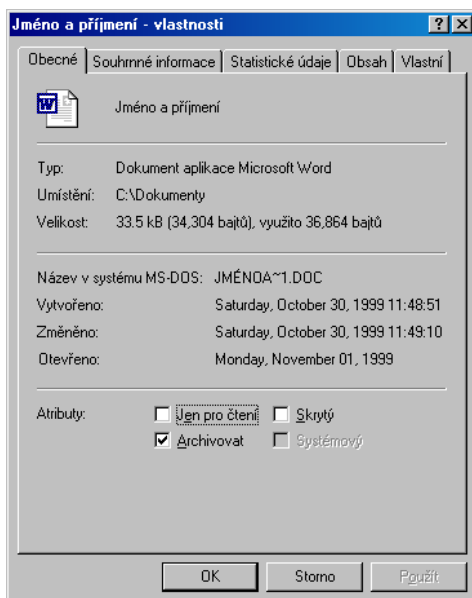 Jméno a příjmení - vlastnosti
Obecné Souhrnné informace Statistické údaje Obsah Vlastní
Jméno a příjmení
Typ: Dokument aplikace Microsoft Word
Umístění: C:\Dokumenty
Velikost: 33.5 kB (34,304 bajtů), využito 36,864 bajtů
Název v systému MS-DOS: JMÉNOA~1.DOC
Vytvořeno: Saturday, October 30, 1999 11:48:51
Změněno: Saturday, October 30, 1999 11:49:10
Otevřeno: Monday, November 01, 1999
Atributy: Jen pro čtení Skrytý
Archivovat Systémový
OK Storno Použít